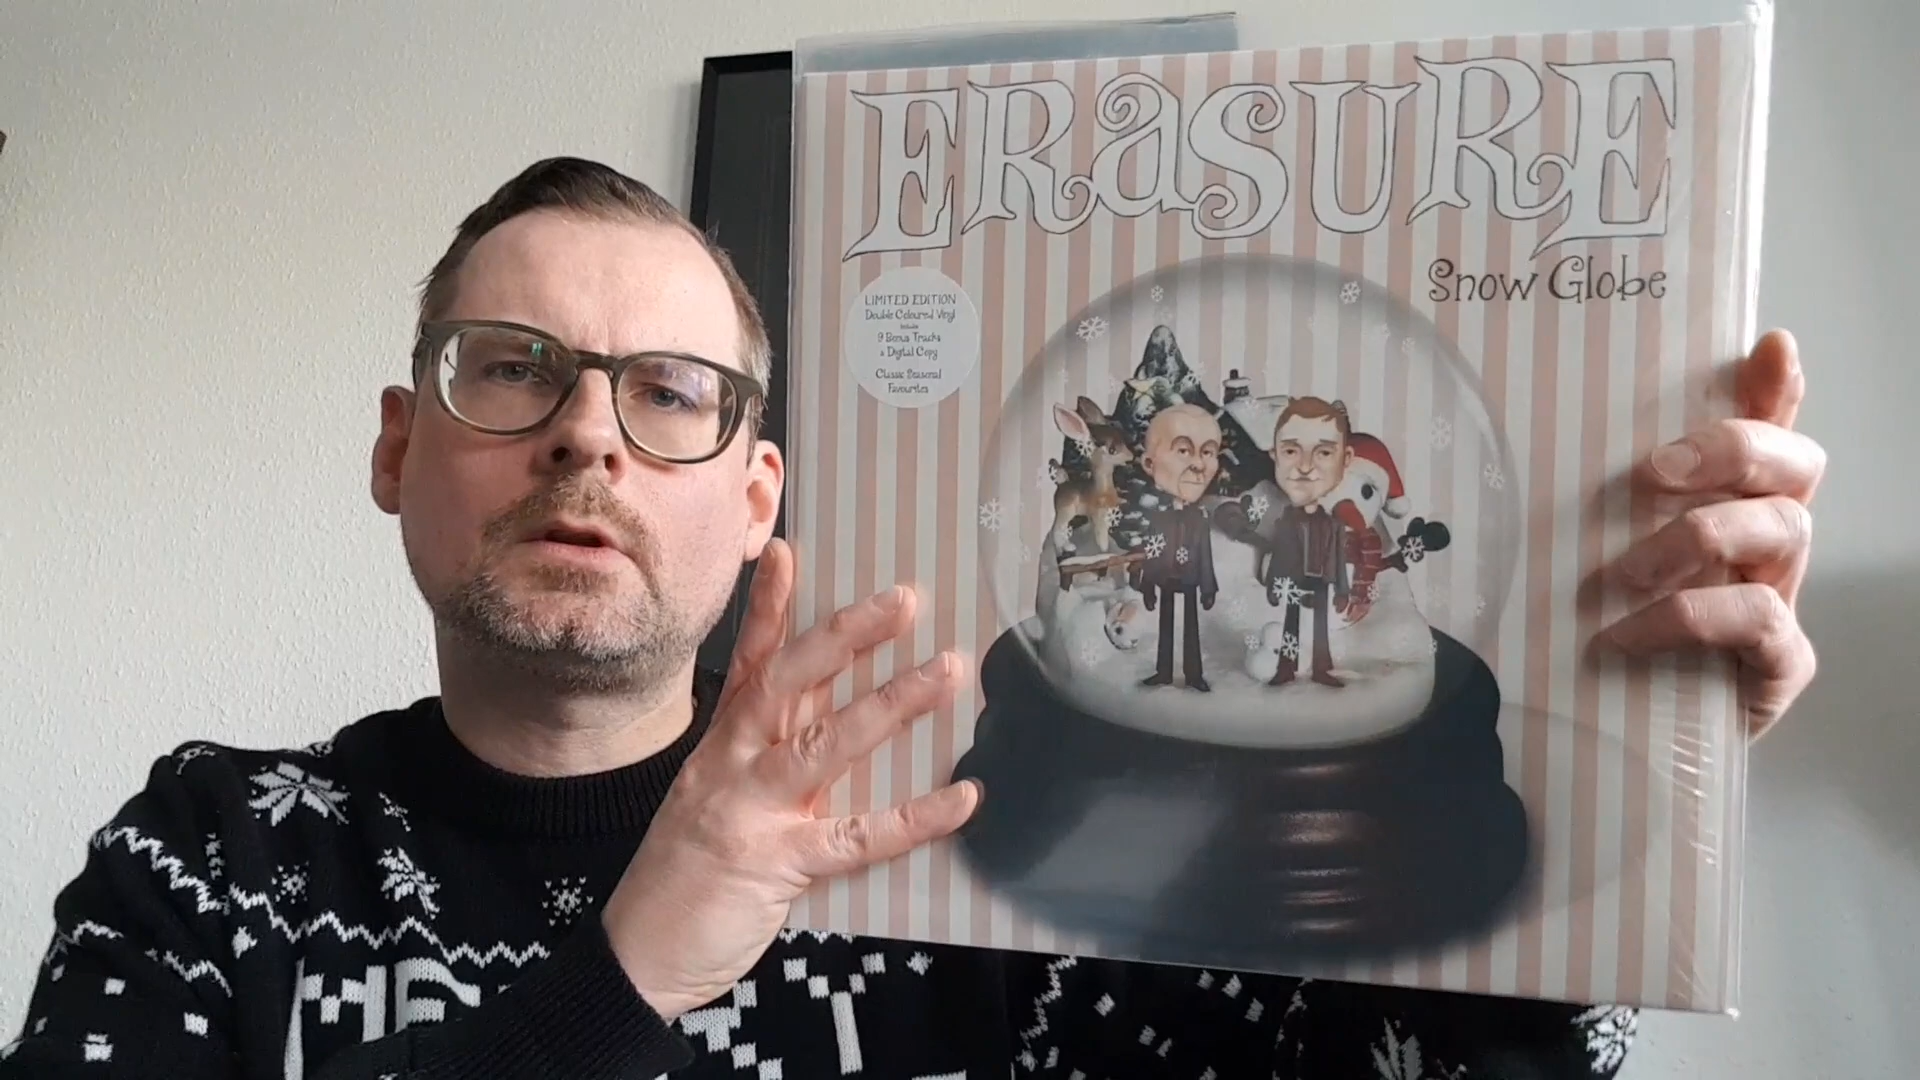 ERASURE
Snow Globe
LIMITED EDITION
Double Coloured Vinyl
includes
9 Bonus Tracks
& Digital Copy
Classic Seasonal
Favourites